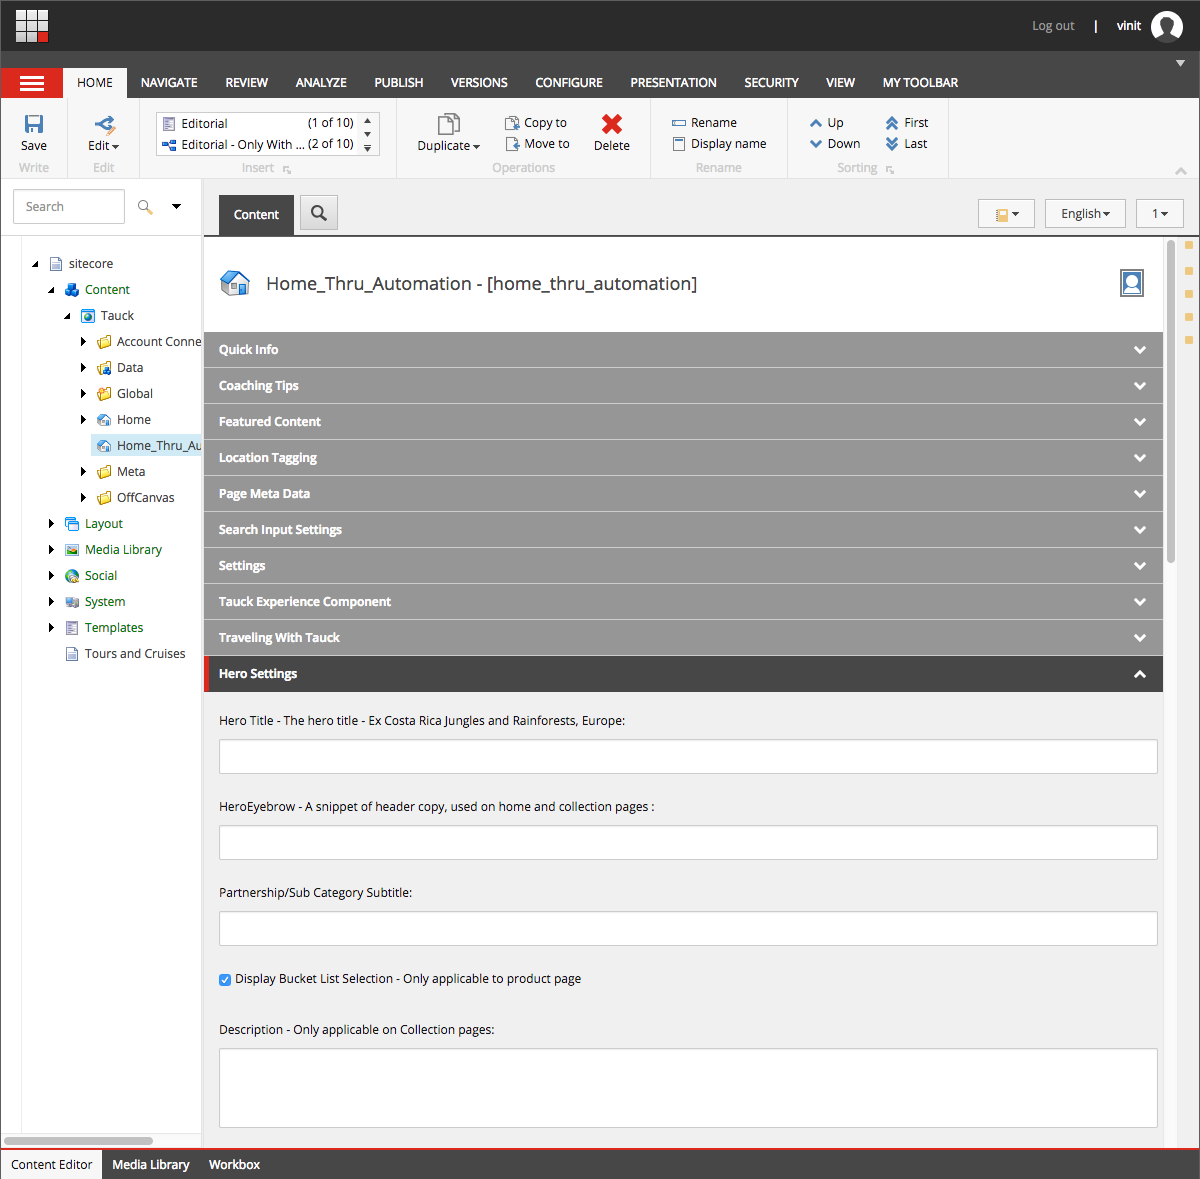 Log out | vinit
HOME NAVIGATE REVIEW ANALYZE PUBLISH VERSIONS CONFIGURE PRESENTATION SECURITY VIEW MY TOOLBAR
Save
Write
Edit
Edit
Editorial (1 of 10)
Editorial - Only With ... (2 of 10)
Insert
Duplicate
Copy to
Move to
Delete
Operations
Rename
Display name
Rename
Up First
Down Last
Sorting
Search
sitecore
Content
Tauck
Account Conne
Data
Global
Home
Home_Thru_Au
Meta
OffCanvas
Layout
Media Library
Social
System
Templates
Tours and Cruises
Content
English
1
Home_Thru_Automation - [home_thru_automation]
Quick Info
Coaching Tips
Featured Content
Location Tagging
Page Meta Data
Search Input Settings
Settings
Tauck Experience Component
Traveling With Tauck
Hero Settings
Hero Title - The hero title - Ex Costa Rica Jungles and Rainforests, Europe:
HeroEyebrow - A snippet of header copy, used on home and collection pages :
Partnership/Sub Category Subtitle:
Display Bucket List Selection - Only applicable to product page
Description - Only applicable on Collection pages:
Content Editor Media Library Workbox